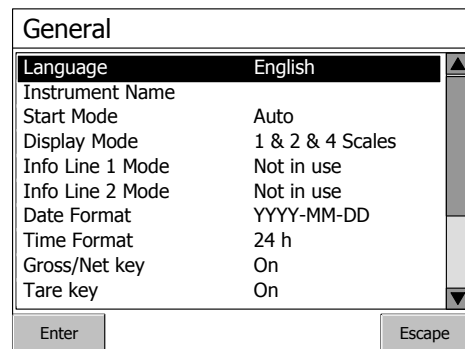 General
Language English
Instrument Name
Start Mode Auto
Display Mode 1 & 2 & 4 Scales
Info Line 1 Mode Not in use
Info Line 2 Mode Not in use
Date Format YYYY-MM-DD
Time Format 24 h
Gross/Net key On
Tare key On
Enter Escape